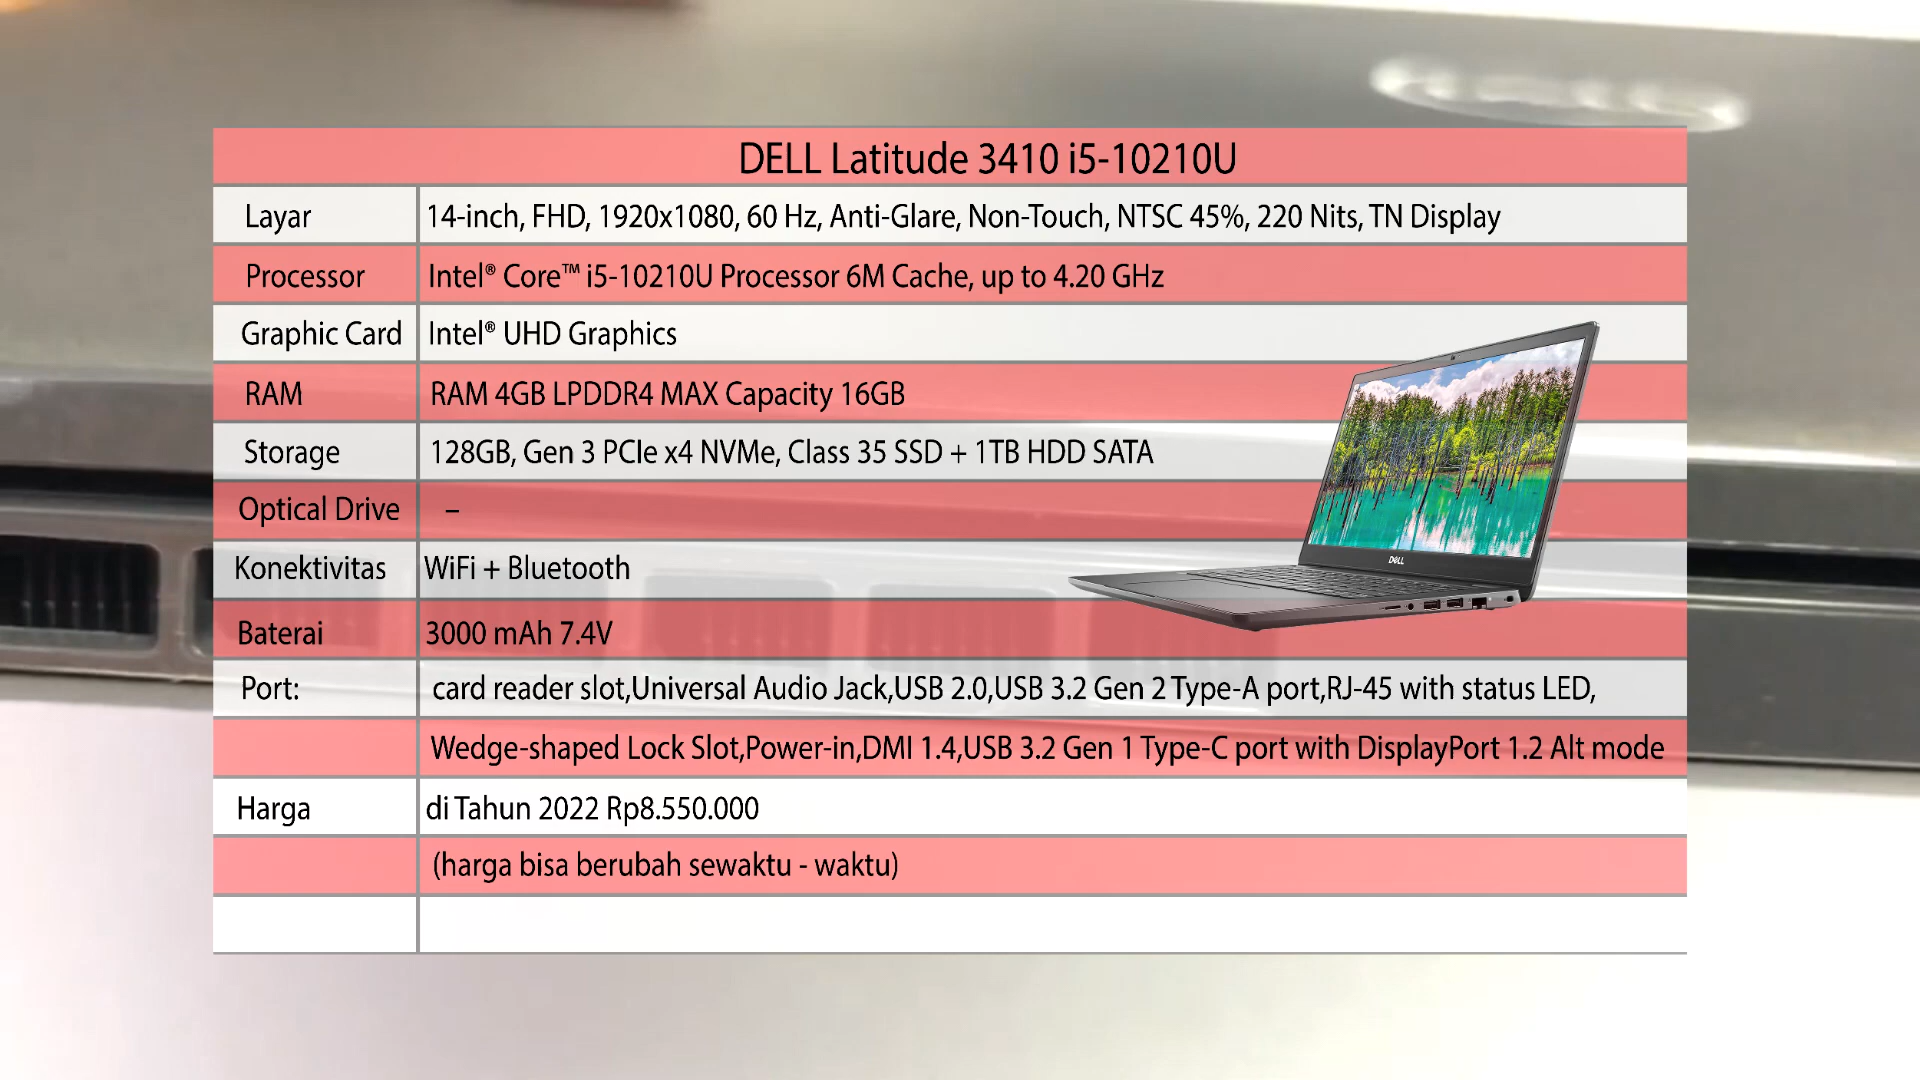 DELL Latitude 3410 i5-10210U
Layar 14-inch, FHD, 1920x1080, 60 Hz, Anti-Glare, Non-Touch, NTSC 45%, 220 Nits, TN Display
Processor Intel® Core™ i5-10210U Processor 6M Cache, up to 4.20 GHz
Graphic Card Intel® UHD Graphics
RAM RAM 4GB LPDDR4 MAX Capacity 16GB
Storage 128GB, Gen 3 PCIe x4 NVMe, Class 35 SSD + 1TB HDD SATA
Optical Drive –
Konektivitas WiFi + Bluetooth
DELL
Baterai 3000 mAh 7.4V
Port: card reader slot,Universal Audio Jack,USB 2.0,USB 3.2 Gen 2 Type-A port,RJ-45 with status LED,
Wedge-shaped Lock Slot,Power-in,DMI 1.4,USB 3.2 Gen 1 Type-C port with DisplayPort 1.2 Alt mode
Harga di Tahun 2022 Rp8.550.000
(harga bisa berubah sewaktu - waktu)